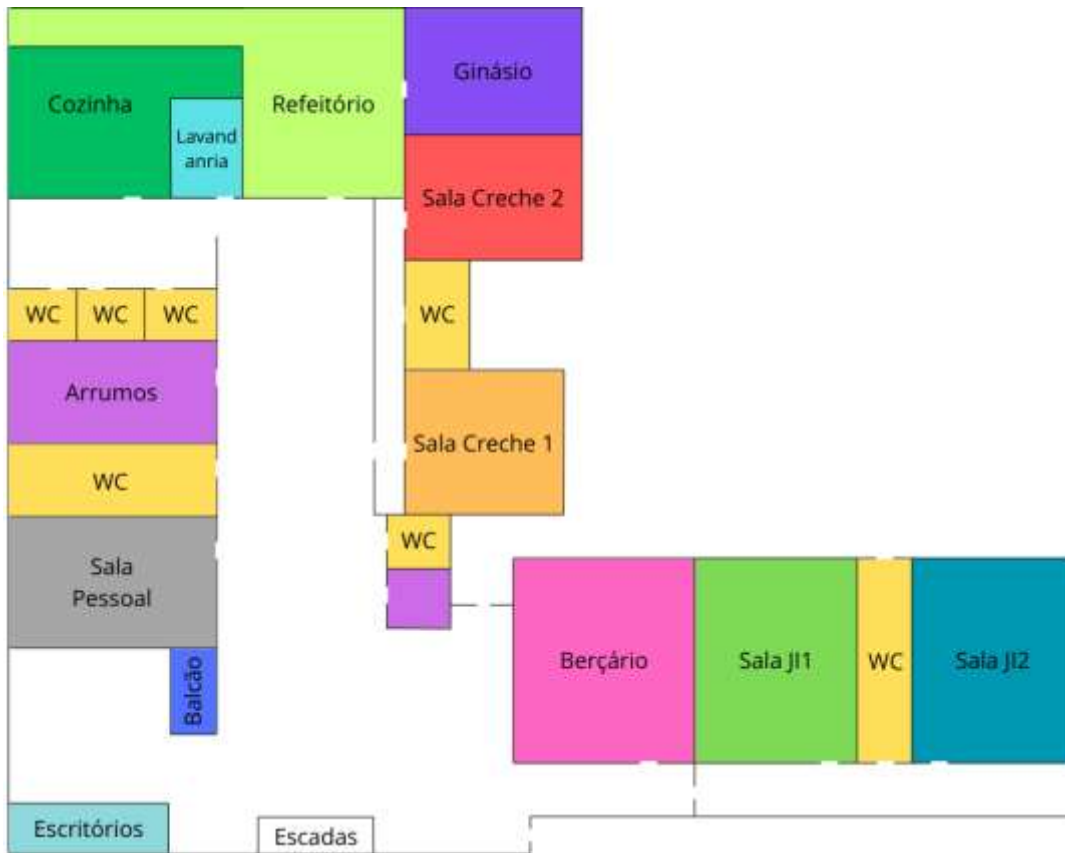 Ginásio
Cozinha
Refeitório
Lavand
anria
Sala Creche 2
WC
WC
WC
WC
Arrumos
Sala Creche 1
WC
WC
Sala
Pessoal
Berçário
Sala JI1
WC
Sala JI2
Balcão
Escritórios
Escadas